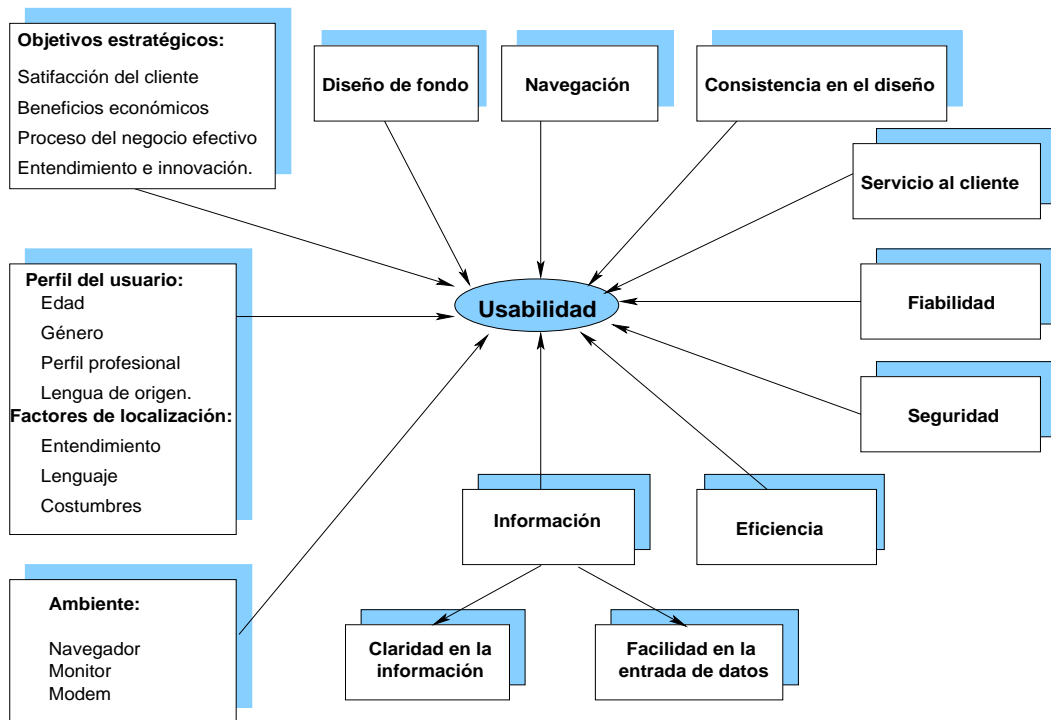 Objetivos estratégicos:
Satifacción del cliente
Beneficios económicos
Proceso del negocio efectivo
Entendimiento e innovación.
Diseño de fondo
Navegación
Consistencia en el diseño
Servicio al cliente
Perfil del usuario:
Edad
Género
Perfil profesional
Lengua de origen.
Factores de localización:
Entendimiento
Lenguaje
Costumbres
Usabilidad
Fiabilidad
Seguridad
Información
Eficiencia
Ambiente:
Navegador
Monitor
Modem
Claridad en la
información
Facilidad en la
entrada de datos